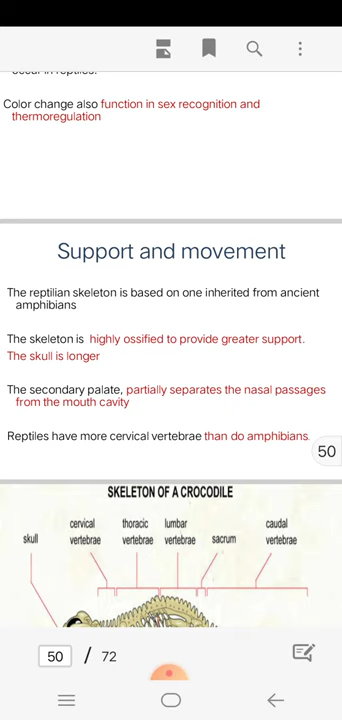 occur in reptiles.
Color change also function in sex recognition and
thermoregulation
Support and movement
The reptilian skeleton is based on one inherited from ancient
amphibians
The skeleton is highly ossified to provide greater support.
The skull is longer
The secondary palate, partially separates the nasal passages
from the mouth cavity
Reptiles have more cervical vertebrae than do amphibians.
50
SKELETON OF A CROCODILE
cervical thoracic lumbar caudal
skull vertebrae vertebrae vertebrae sacrum vertebrae
50 / 72